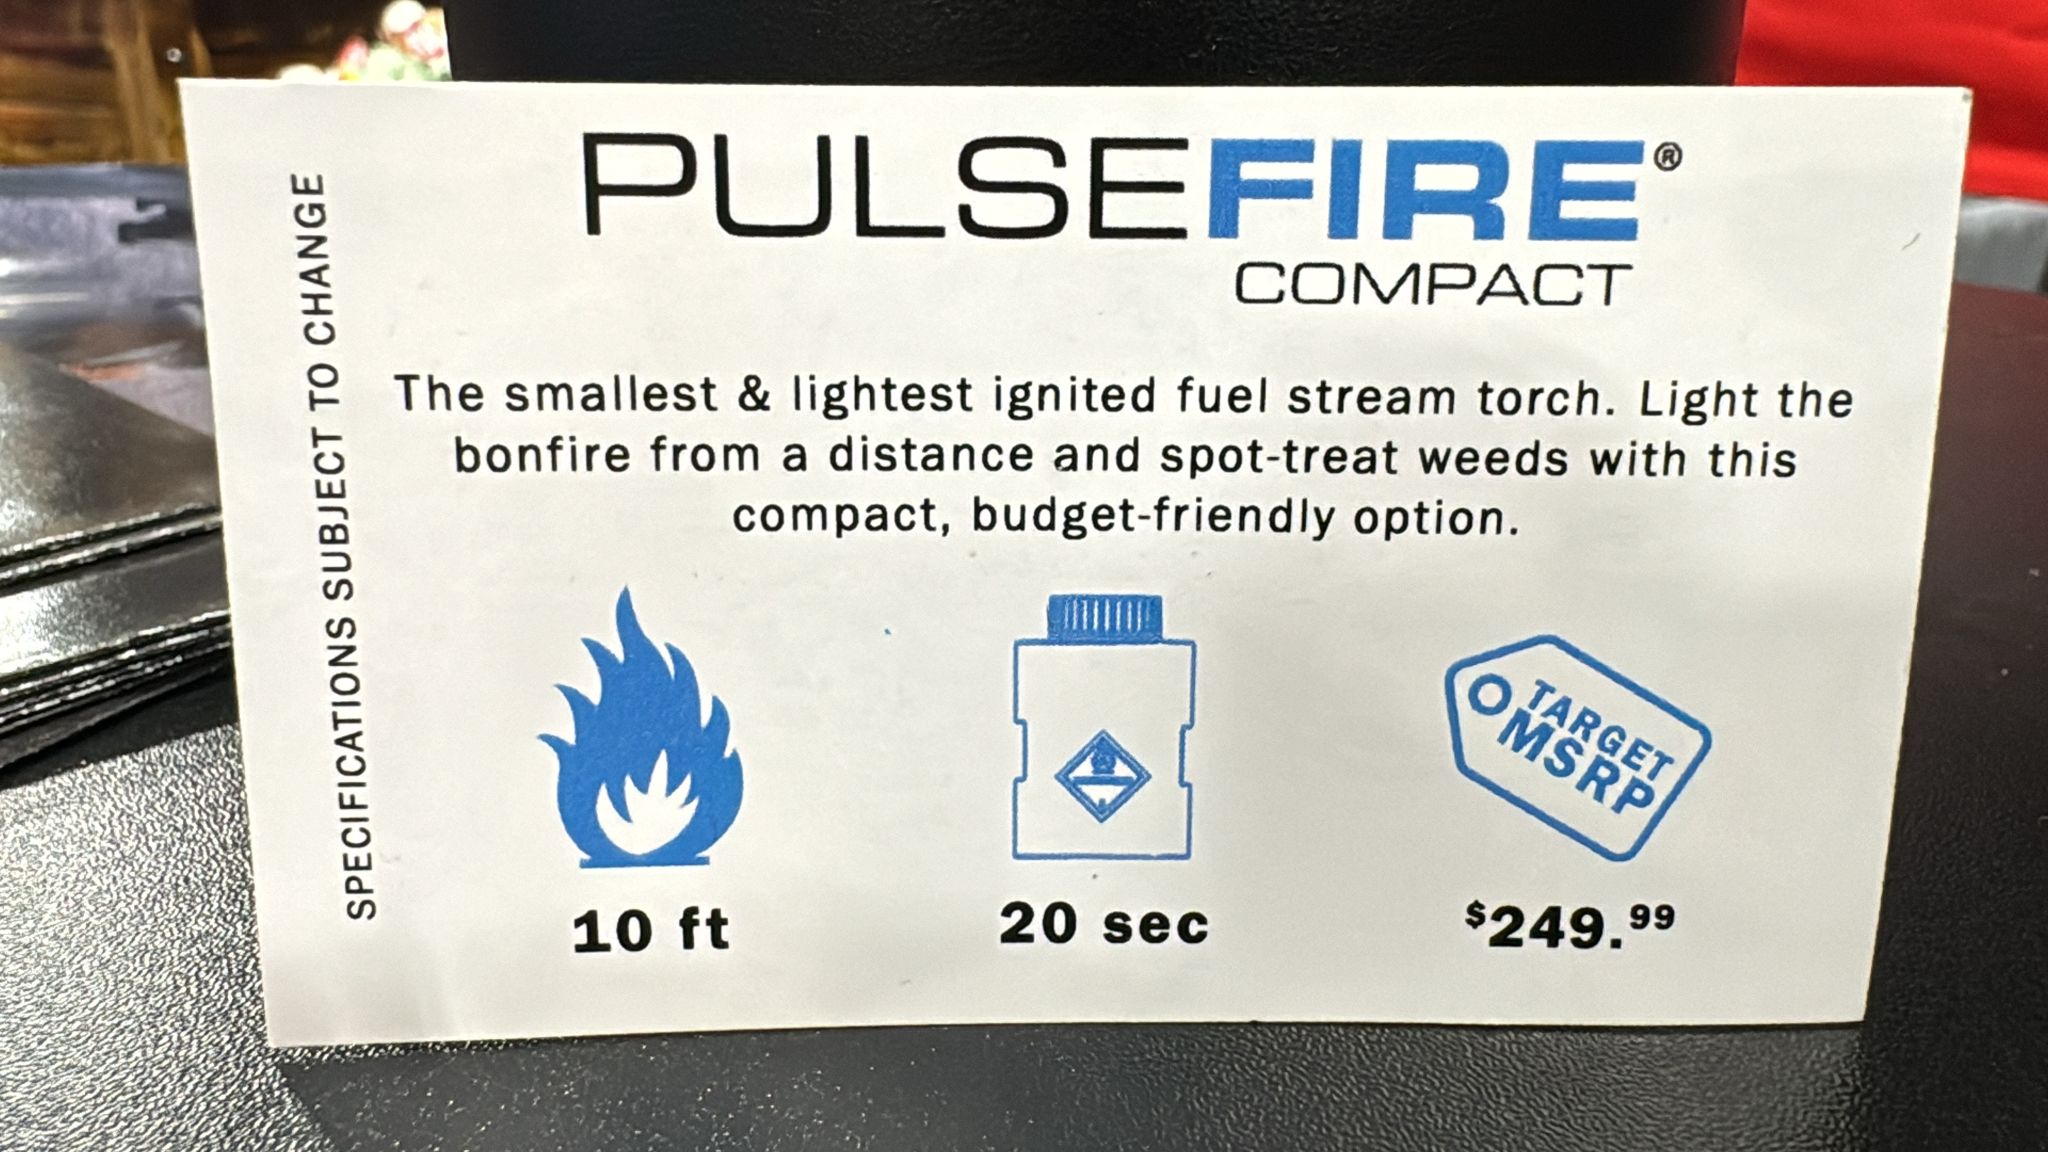 SPECIFICATIONS SUBJECT TO CHANGE
PULSEFIRE®
COMPACT
The smallest & lightest ignited fuel stream torch. Light the
bonfire from a distance and spot-treat weeds with this
compact, budget-friendly option.
TARGET
MSRP
10 ft
20 sec
$249.99